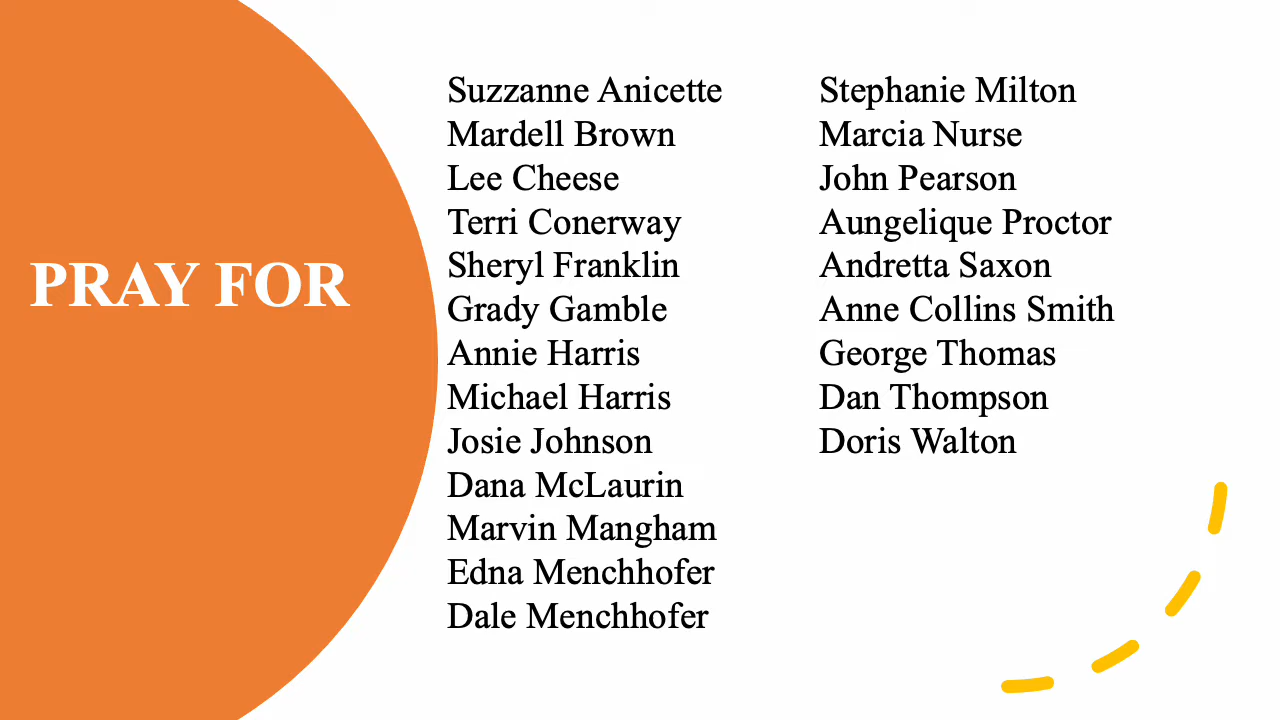 PRAY FOR
Suzzanne Anicette
Mardell Brown
Lee Cheese
Terri Conerway
Sheryl Franklin
Grady Gamble
Annie Harris
Michael Harris
Josie Johnson
Dana McLaurin
Marvin Mangham
Edna Menchhofer
Dale Menchhofer
Stephanie Milton
Marcia Nurse
John Pearson
Aungelique Proctor
Andretta Saxon
Anne Collins Smith
George Thomas
Dan Thompson
Doris Walton